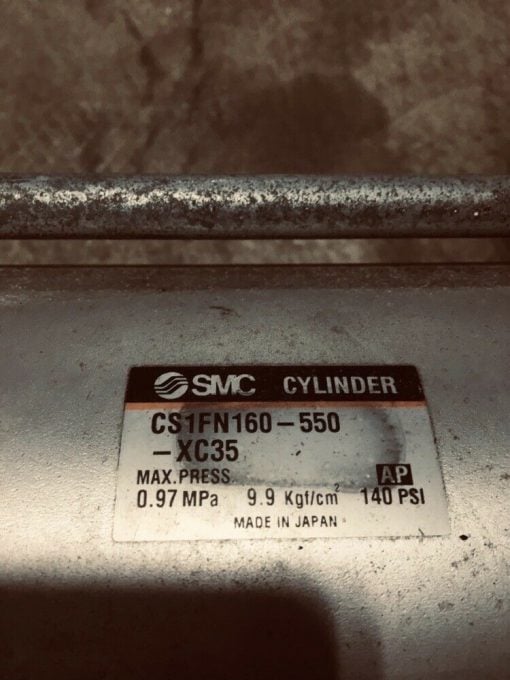 SMC CYLINDER
CS1FN160-550
-XC35
MAX.PRESS AP
0.97 MPa 9.9 Kgf/cm² 140 PSI
MADE IN JAPAN